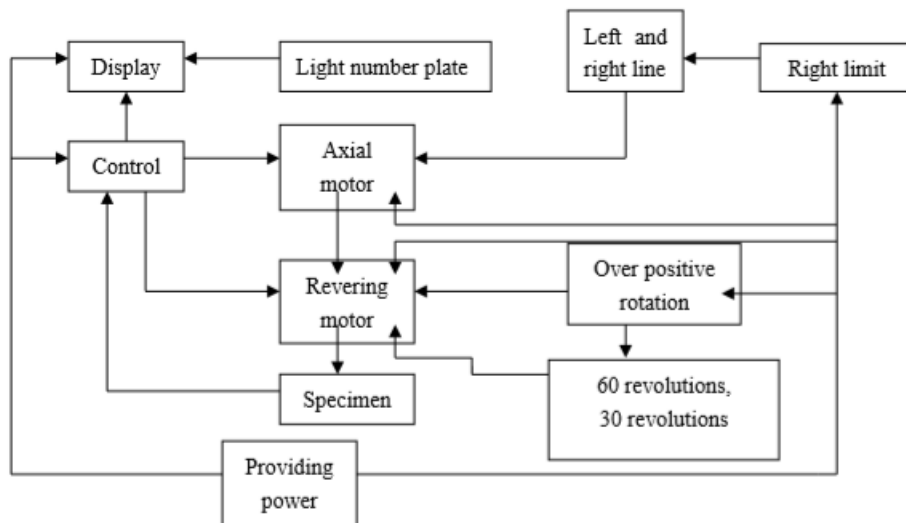 Display
Light number plate
Left and
right line
Right limit
Control
Axial
motor
Revering
motor
Over positive
rotation
Specimen
60 revolutions,
30 revolutions
Providing
power